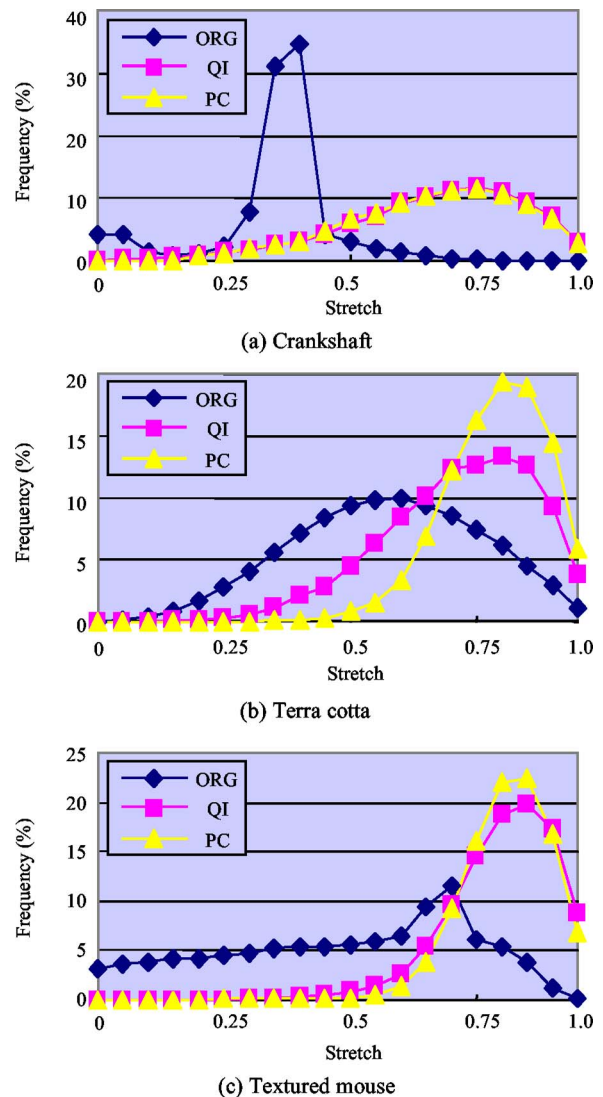 40
30
20
10
0
Frequency (%)
ORG
QI
PC
0
0.25
0.5
0.75
1.0
Stretch
(a) Crankshaft
20
15
10
5
0
Frequency (%)
ORG
QI
PC
0
0.25
0.5
0.75
1.0
Stretch
(b) Terra cotta
25
20
15
10
5
0
Frequency (%)
ORG
QI
PC
0
0.25
0.5
0.75
1.0
Stretch
(c) Textured mouse